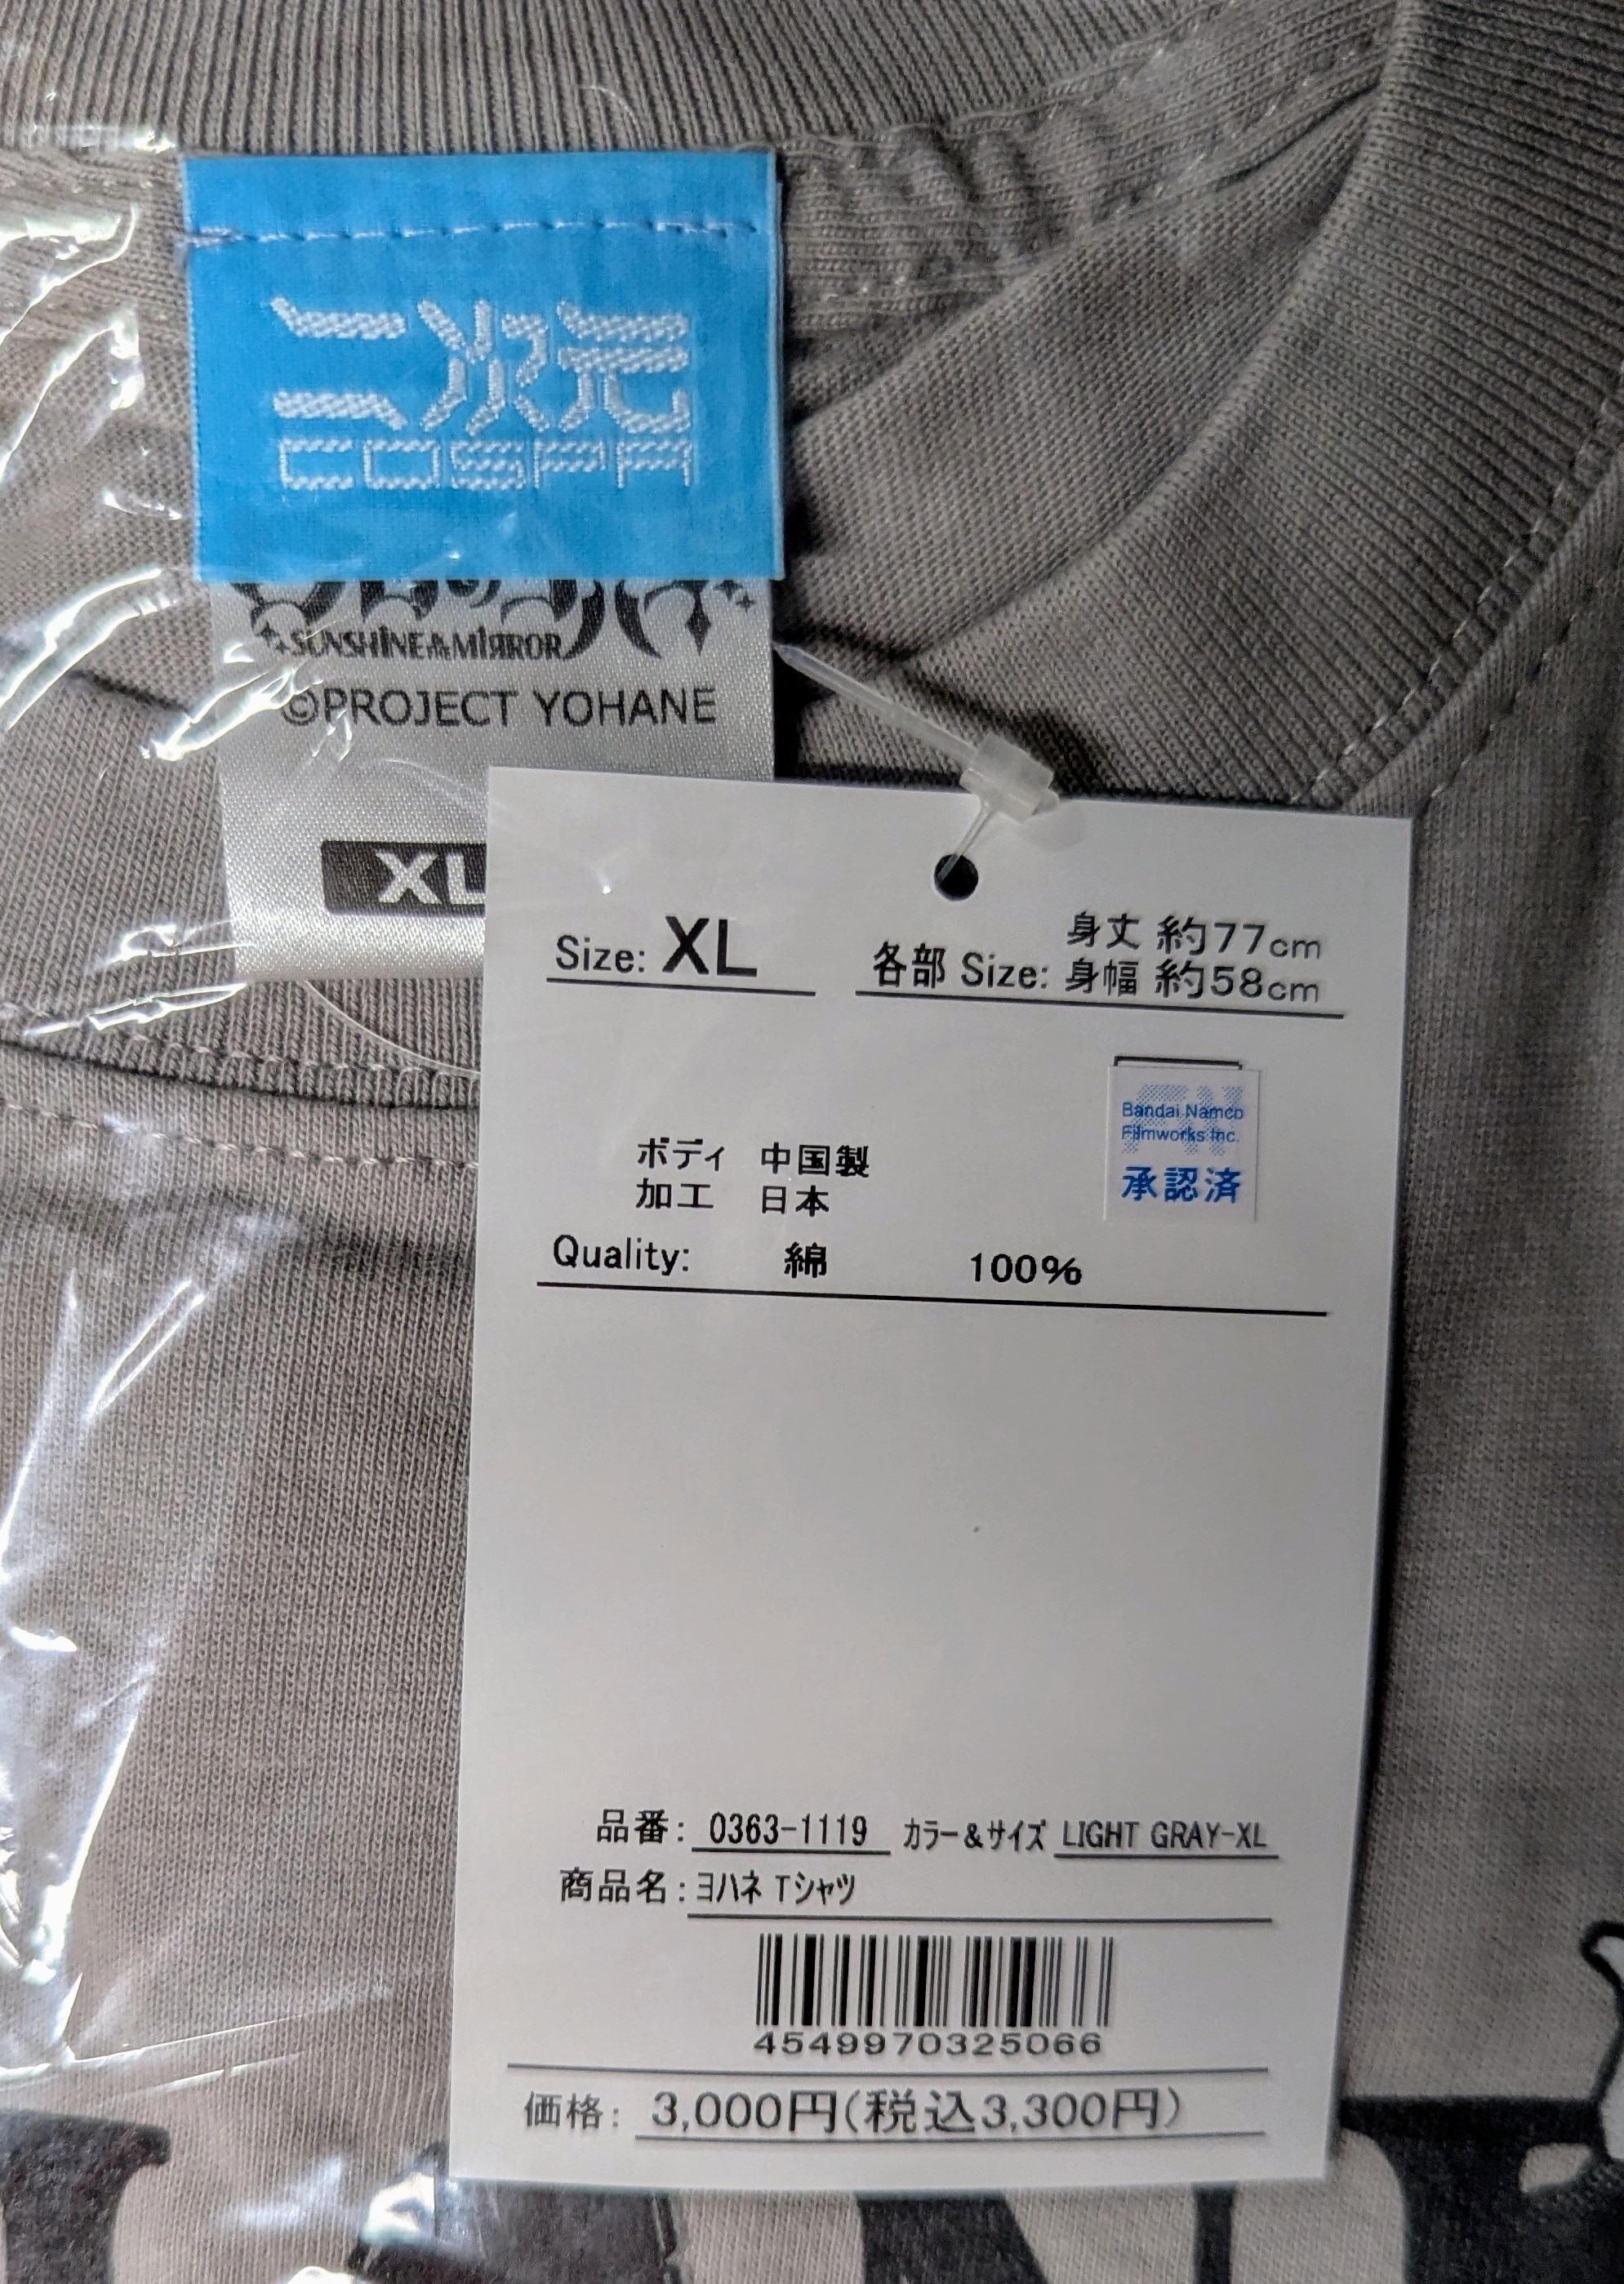 二次元
COSPA
SUNSHINE in the MIRROR
©PROJECT YOHANE
XL
Size: XL
各部 Size: 身丈 約77cm
身幅 約58cm
Bandai Namco
Filmworks Inc.
承認済
ボディ 中国製
加工 日本
Quality: 綿 100%
品番: 0363-1119 カラー&サイズ LIGHT GRAY-XL
商品名: ヨハネ Tシャツ
4549970325066
価格: 3,000円(税込3,300円)